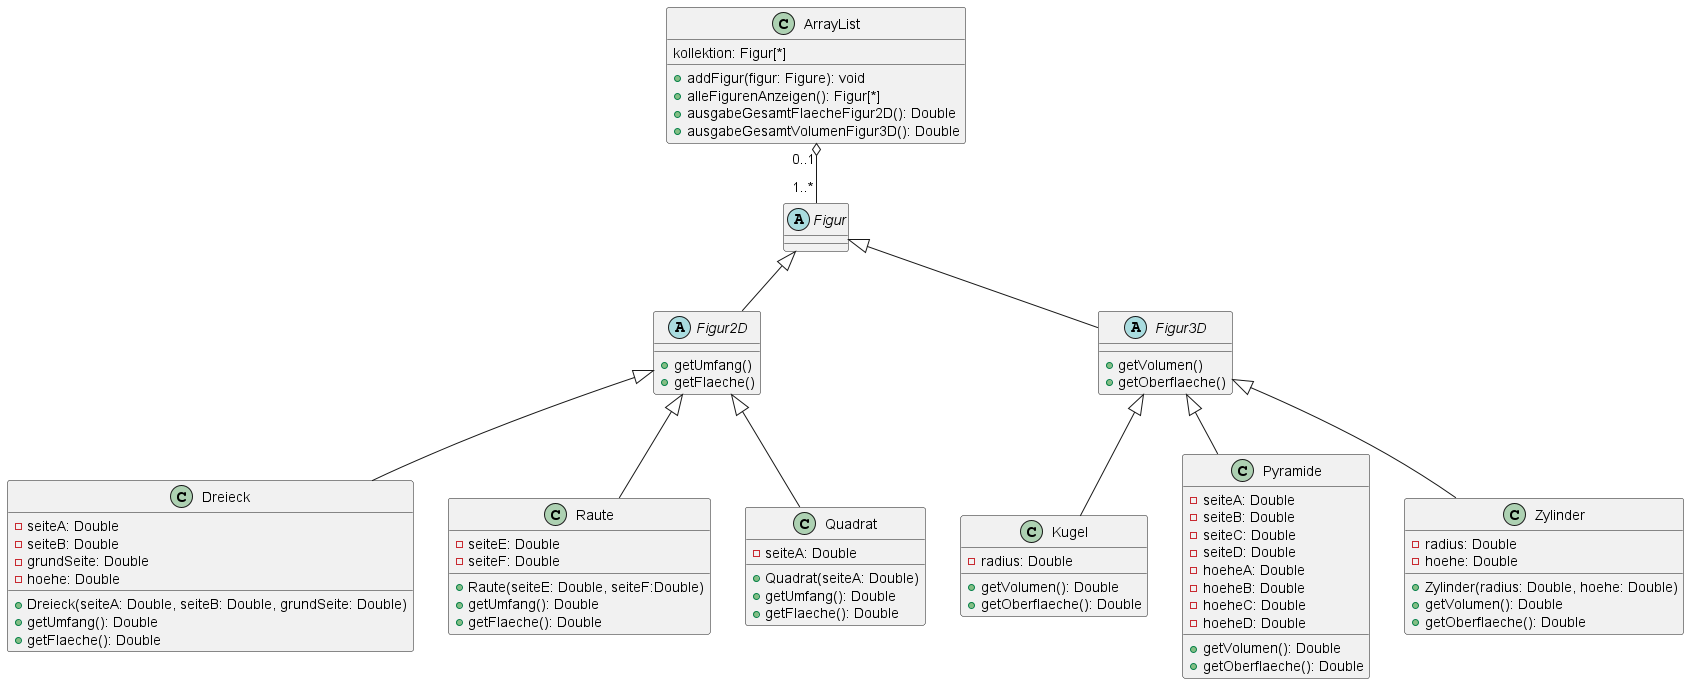 C ArrayList
kollektion: Figur[*]
addFigur(figur: Figure): void
alleFigurenAnzeigen(): Figur[*]
ausgabeGesamtFlaecheFigur2D(): Double
ausgabeGesamtVolumenFigur3D(): Double
0..1
1..*
A Figur
A Figur2D
getUmfang()
getFlaeche()
A Figur3D
getVolumen()
getOberflaeche()
C Dreieck
seiteA: Double
seiteB: Double
grundSeite: Double
hoehe: Double
Dreieck(seiteA: Double, seiteB: Double, grundSeite: Double)
getUmfang(): Double
getFlaeche(): Double
C Raute
seiteE: Double
seiteF: Double
Raute(seiteE: Double, seiteF:Double)
getUmfang(): Double
getFlaeche(): Double
C Quadrat
seiteA: Double
Quadrat(seiteA: Double)
getUmfang(): Double
getFlaeche(): Double
C Kugel
radius: Double
getVolumen(): Double
getOberflaeche(): Double
C Pyramide
seiteA: Double
seiteB: Double
seiteC: Double
seiteD: Double
hoeheA: Double
hoeheB: Double
hoeheC: Double
hoeheD: Double
getVolumen(): Double
getOberflaeche(): Double
C Zylinder
radius: Double
hoehe: Double
Zylinder(radius: Double, hoehe: Double)
getVolumen(): Double
getOberflaeche(): Double